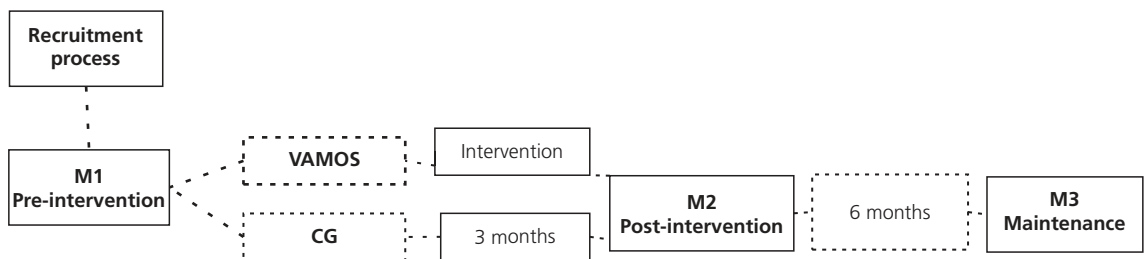 Recruitment
process
M1
Pre-intervention
VAMOS
Intervention
CG
3 months
M2
Post-intervention
6 months
M3
Maintenance